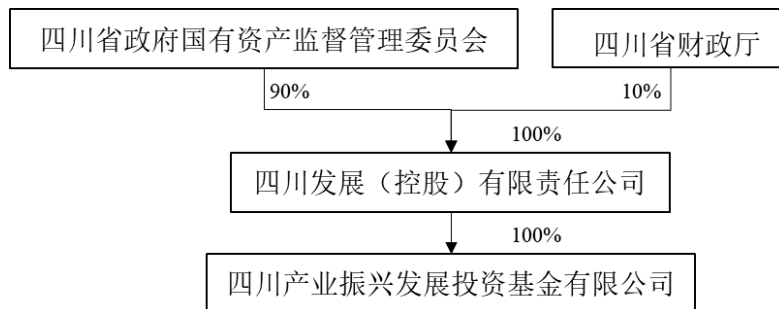 四川省政府国有资产监督管理委员会
四川省财政厅
90%
10%
100%
四川发展（控股）有限责任公司
100%
四川产业振兴发展投资基金有限公司